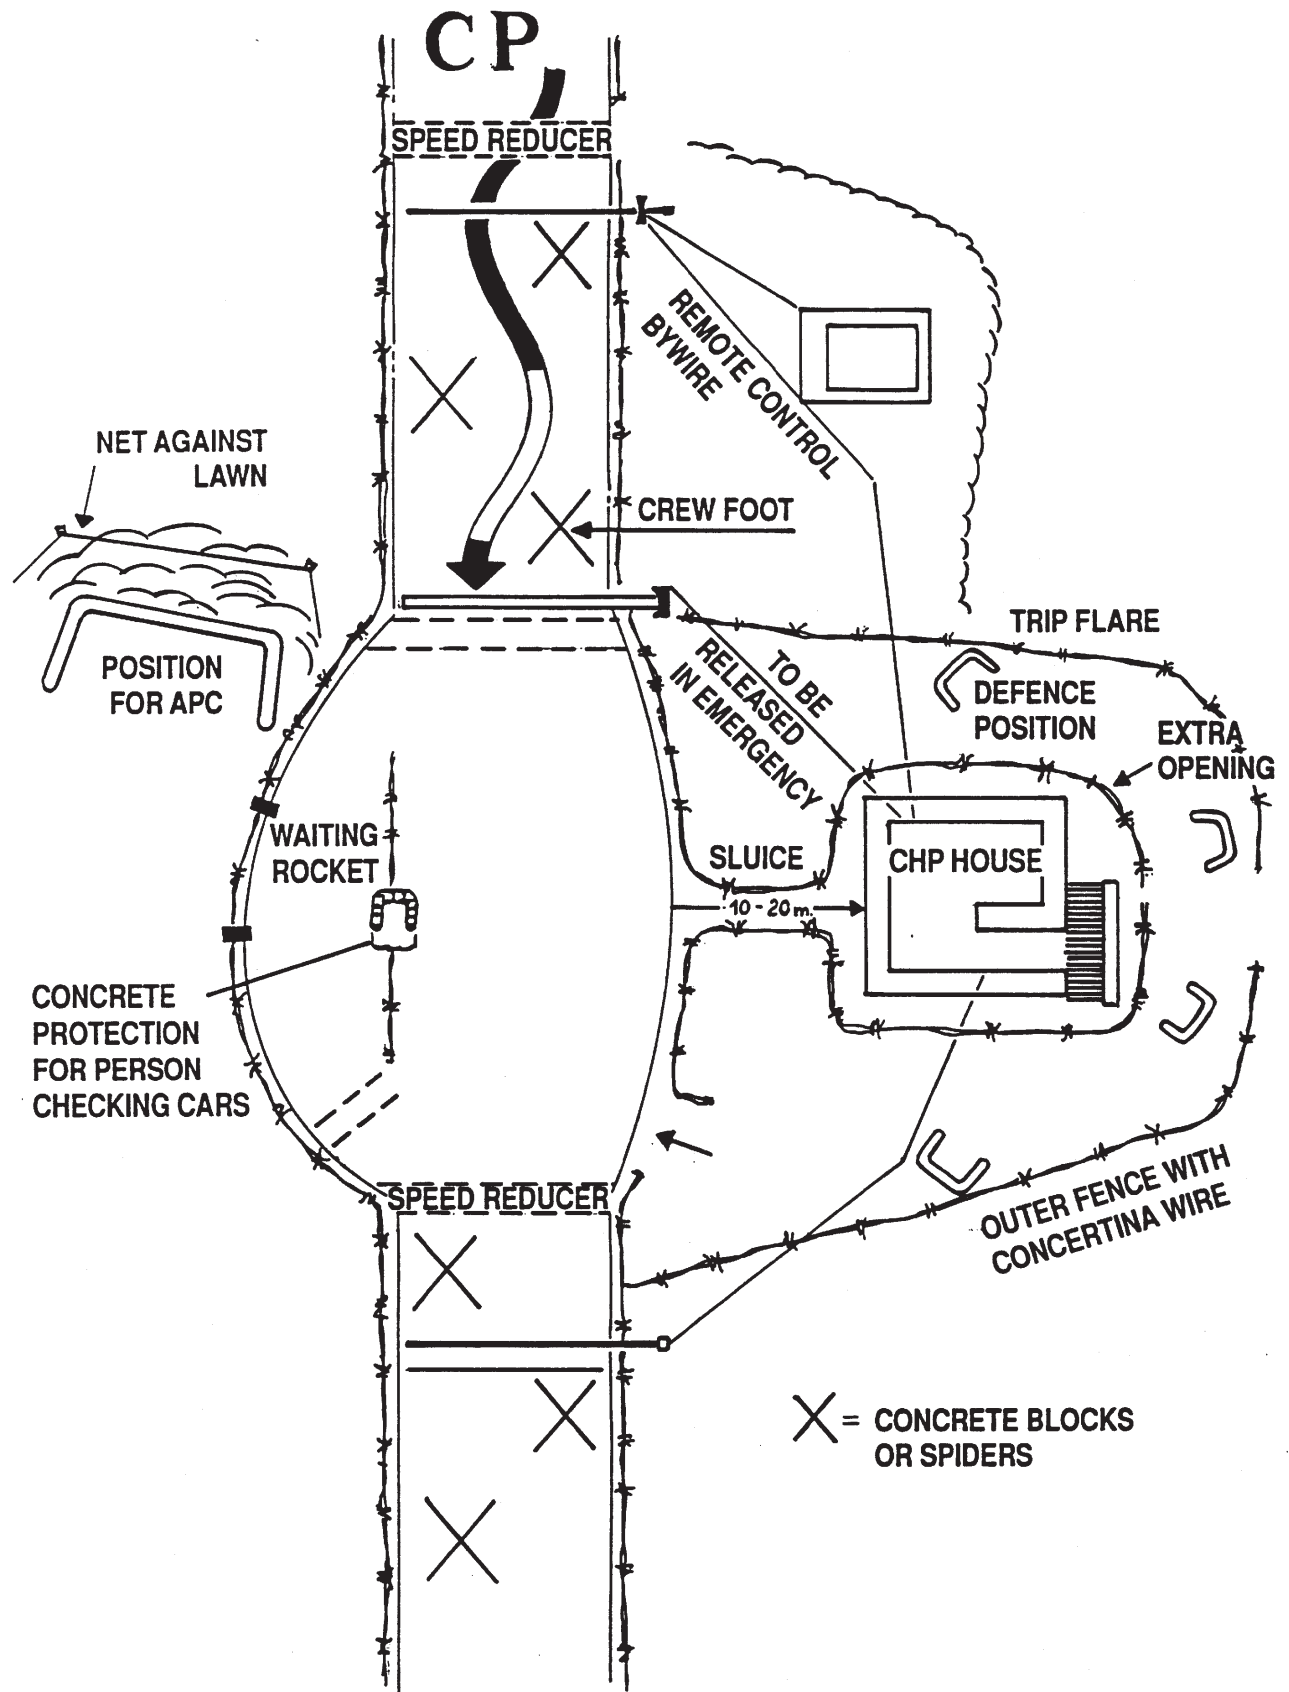 CP
SPEED REDUCER
REMOTE CONTROL
BYWIRE
NET AGAINST
LAWN
CREW FOOT
POSITION
FOR APC
TO BE
RELEASED
IN EMERGENCY
TRIP FLARE
DEFENCE
POSITION
EXTRA
OPENING
WAITING
ROCKET
SLUICE
CHP HOUSE
10-20m.
CONCRETE
PROTECTION
FOR PERSON
CHECKING CARS
SPEED REDUCER
OUTER FENCE WITH
CONCERTINA WIRE
= CONCRETE BLOCKS
OR SPIDERS